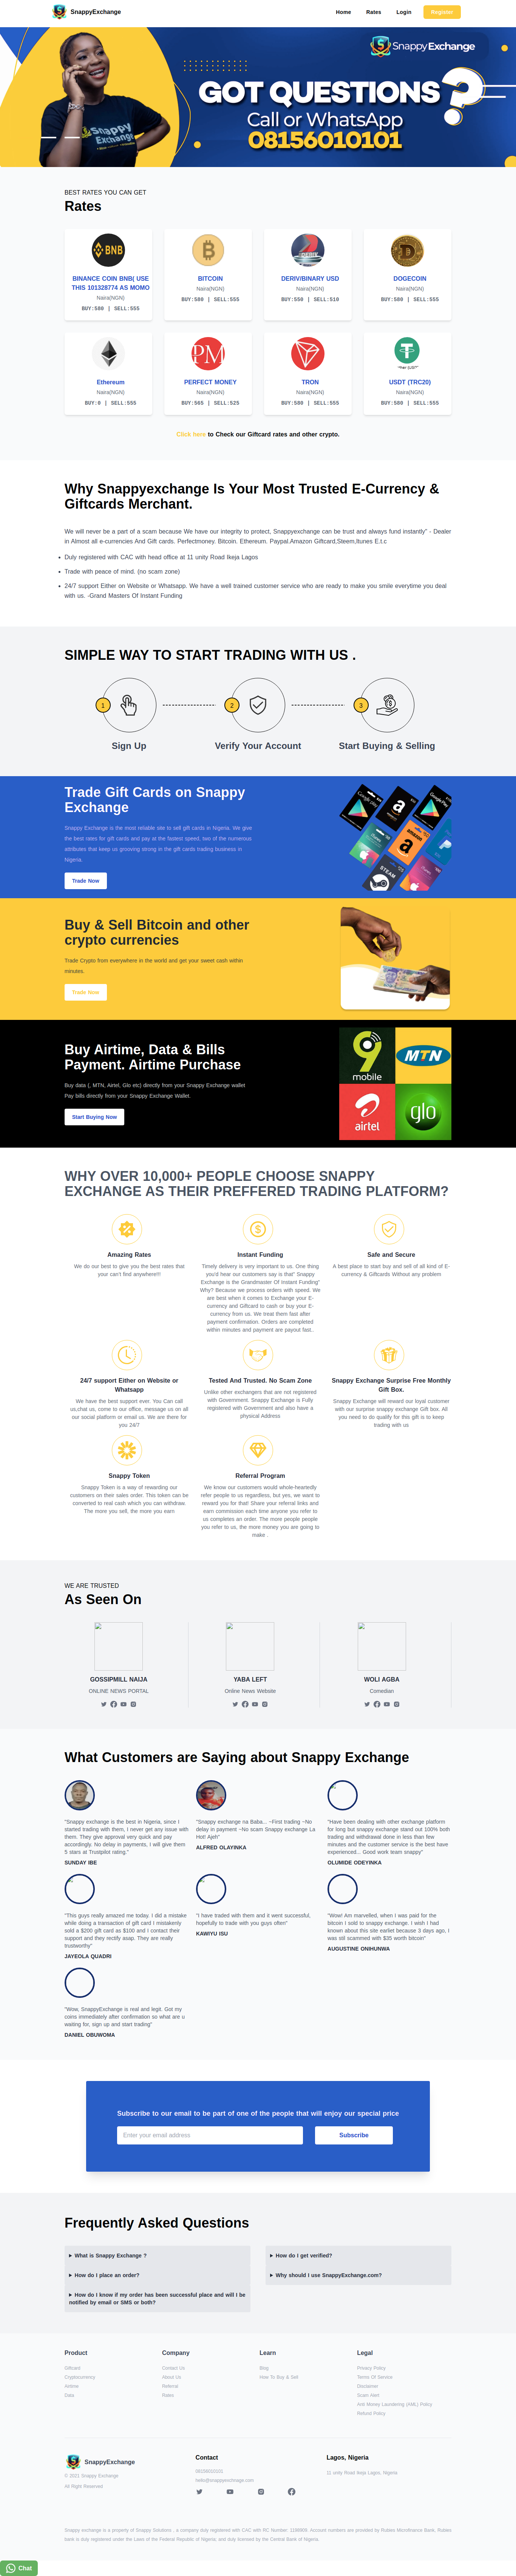 SnappyExchange
Home
Rates
Login
Register
SnappyExchange
SnappyExchange
GOT QUESTIONS ?
Call or WhatsApp
08156010101
BEST RATES YOU CAN GET
Rates
BNB
BINANCE COIN BNB( USE
THIS 101328774 AS MOMO
Naira(NGN)
BUY:580 | SELL:555
BITCOIN
Naira(NGN)
BUY:580 | SELL:555
DERIV/BINARY USD
Naira(NGN)
BUY:550 | SELL:510
DOGECOIN
Naira(NGN)
BUY:580 | SELL:555
Ethereum
Naira(NGN)
BUY:0 | SELL:555
PM
PERFECT MONEY
Naira(NGN)
BUY:565 | SELL:525
TRON
Naira(NGN)
BUY:580 | SELL:555
USDT (TRC20)
Naira(NGN)
BUY:580 | SELL:555
Click here to Check our Giftcard rates and other crypto.
Why Snappyexchange Is Your Most Trusted E-Currency &
Giftcards Merchant.
We will never be a part of a scam because We have our integrity to protect, Snappyexchange can be trust and always fund instantly" - Dealer
in Almost all e-currencies And Gift cards. Perfectmoney. Bitcoin. Ethereum. Paypal,Amazon Giftcard,Steem,Itunes E.t.c
• Duly registered with CAC with head office at 11 unity Road Ikeja Lagos
• Trade with peace of mind. (no scam zone)
• 24/7 support Either on Website or Whatsapp. We have a well trained customer service who are ready to make you smile everytime you deal
with us. -Grand Masters Of Instant Funding
SIMPLE WAY TO START TRADING WITH US .
1
2
3
Sign Up
Verify Your Account
Start Buying & Selling
Trade Gift Cards on Snappy
Exchange
Snappy Exchange is the most reliable site to sell gift cards in Nigeria. We give
the best rates for gift cards and pay at the fastest speed, two of the numerous
attributes that keep us grooving strong in the gift cards trading business in
Nigeria
Trade Now
Google play
amazon
Google Play
STEAM
Buy & Sell Bitcoin and other
crypto currencies
Trade Crypto from everywhere in the world and get your sweet cash within
minutes.
Trade Now
Buy Airtime, Data & Bills
Payment. Airtime Purchase
Buy data (, MTN, Airtel, Glo etc) directly from your Snappy Exchange wallet
Pay bills directly from your Snappy Exchange Wallet.
Start Buying Now
9
mobile
MTN
airtel
glo
WHY OVER 10,000+ PEOPLE CHOOSE SNAPPY
EXCHANGE AS THEIR PREFFERED TRADING PLATFORM?
Amazing Rates
We do our best to give you the best rates that
your can't find anywhere!!!
Instant Funding
Timely delivery is very important to us. One thing
you'd hear our customers say is that" Snappy
Exchange is the Grandmaster Of Instant Funding"
Why? Because we process orders with speed. We
are best when it comes to Exchange your E-
currency and Giftcard to cash or buy your E-
currency from us. We treat them fast after
payment confirmation. Orders are completed
within minutes and payment are payout fast..
Safe and Secure
A best place to start buy and sell of all kind of E-
currency & Giftcards Without any problem
24/7 support Either on Website or
Whatsapp
We have the best support ever. You Can call
us,chat us, come to our office, message us on all
our social platform or email us. We are there for
you 24/7
Tested And Trusted. No Scam Zone
Unlike other exchangers that are not registered
with Government. Snappy Exchange is Fully
registered with Government and also have a
physical Address
Snappy Exchange Surprise Free Monthly
Gift Box.
Snappy Exchange will reward our loyal customer
with our surprise snappy exchange Gift box. All
you need to do qualify for this gift is to keep
trading with us
Snappy Token
Snappy Token is a way of rewarding our
customers on their sales order. This token can be
converted to real cash which you can withdraw.
The more you sell, the more you earn
Referral Program
We know our customers would whole-heartedly
refer people to us regardless, but yes, we want to
reward you for that! Share your referral links and
earn commission each time anyone you refer to
us completes an order. The more people people
you refer to us, the more money you are going to
make .
WE ARE TRUSTED
As Seen On
GOSSIPMILL NAIJA
ONLINE NEWS PORTAL
YABA LEFT
Online News Website
WOLI AGBA
Comedian
What Customers are Saying about Snappy Exchange
"Snappy exchange is the best in Nigeria, since I
started trading with them, I never get any issue with
them. They give approval very quick and pay
accordingly. No delay in payments, I will give them
5 stars at Trustpilot rating."
SUNDAY IBE
"Snappy exchange na Baba... ~First trading ~No
delay in payment ~No scam Snappy exchange La
Hot! Ajeh"
ALFRED OLAYINKA
"Have been dealing with other exchange platform
for long but snappy exchange stand out 100% both
trading and withdrawal done in less than few
minutes and the customer service is the best have
experienced... Good work team snappy"
OLUMIDE ODEYINKA
"This guys really amazed me today, I did a mistake
while doing a transaction of gift card I misstakenly
sold a $200 gift card as $100 and I contact their
support and they rectify asap. They are really
trustworthy"
JAYEOLA QUADRI
"I have traded with them and it went successful,
hopefully to trade with you guys often"
KAWIYU ISU
"Wow! Am marvelled, when I was paid for the
bitcoin I sold to snappy exchange. I wish i had
known about this site earliet because 3 days ago, I
was stil scammed with $35 worth bitcoin"
AUGUSTINE ONIHUNWA
"Wow, SnappyExchange is real and legit, Got my
coins immediately after confirmation so what are u
waiting for, sign up and start trading"
DANIEL OBUWOMA
Subscribe to our email to be part of one of the people that will enjoy our special price
Enter your email address
Subscribe
Frequently Asked Questions
What is Snappy Exchange ?
How do I get verified?
How do I place an order?
Why should I use SnappyExchange.com?
How do I know if my order has been successful place and will I be
notified by email or SMS or both?
Product
Giftcard
Cryptocurrency
Airtime
Data
Company
Contact Us
About Us
Referral
Rates
Learn
Blog
How To Buy & Sell
Legal
Privacy Policy
Terms Of Service
Disclaimer
Scam Alert
Anti Money Laundering (AML) Policy
Refund Policy
SnappyExchange
© 2021 Snappy Exchange
All Right Reserved
Contact
08156010101
hello@snappyexchnage.com
Lagos, Nigeria
11 unity Road Ikeja Lagos, Nigeria
Snappy exchange is a property of Snappy Solutions , a company duly registered with CAC with RC Number:
Account numbers are provided by Rubies Microfinance Bank. Rubies
bank is duly registered under the Laws of the Federal Republic of Nigeria; and duly licensed by the Central Bank of Nigeria.
Chat